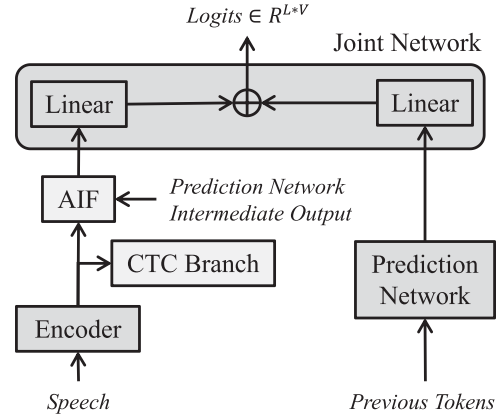 Logits ∈ R^{L*V}
Joint Network
Linear
Linear
AIF
Prediction Network
Intermediate Output
CTC Branch
Prediction
Network
Encoder
Speech
Previous Tokens